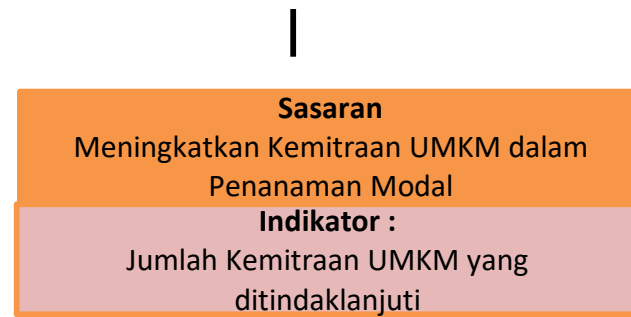 Sasaran
Meningkatkan Kemitraan UMKM dalam
Penanaman Modal
Indikator :
Jumlah Kemitraan UMKM yang
ditindaklanjuti